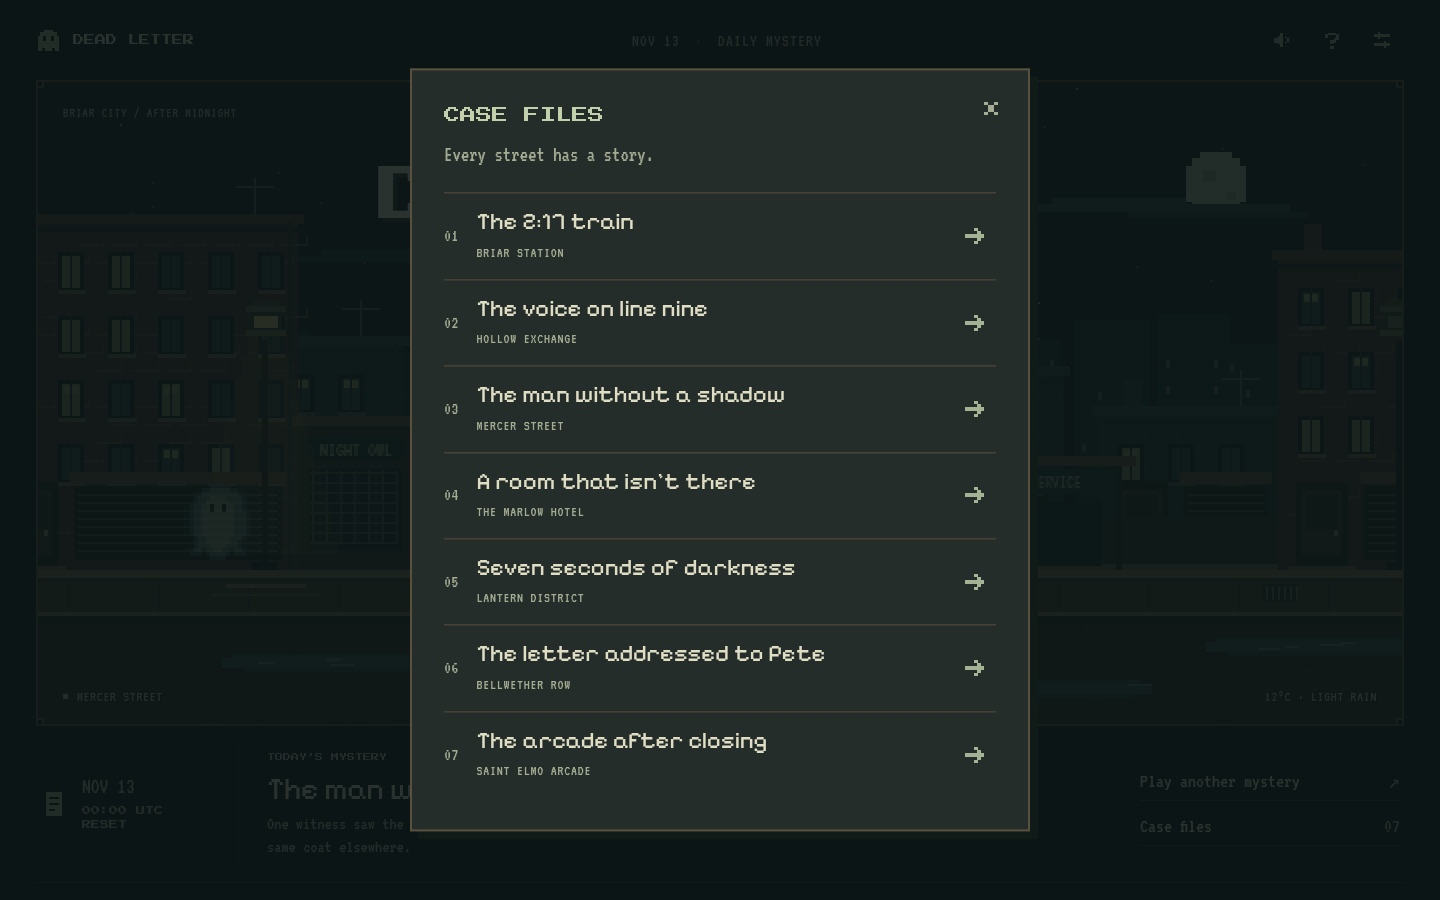 DEAD LETTER
NOV 13 · DAILY MYSTERY
?
BRIAR CITY / AFTER MIDNIGHT
CASE FILES
Every street has a story.
01
The 2:17 train
BRIAR STATION
02
The voice on line nine
HOLLOW EXCHANGE
03
The man without a shadow
MERCER STREET
04
A room that isn't there
THE MARLOW HOTEL
05
Seven seconds of darkness
LANTERN DISTRICT
06
The letter addressed to Pete
BELLWETHER ROW
07
The arcade after closing
SAINT ELMO ARCADE
NIGHT OWL
MERCER STREET
12°C · LIGHT RAIN
NOV 13
00:00 UTC
RESET
TODAY'S MYSTERY
The man
One witness saw the
same coat elsewhere.
Play another mystery ↗
Case files 07